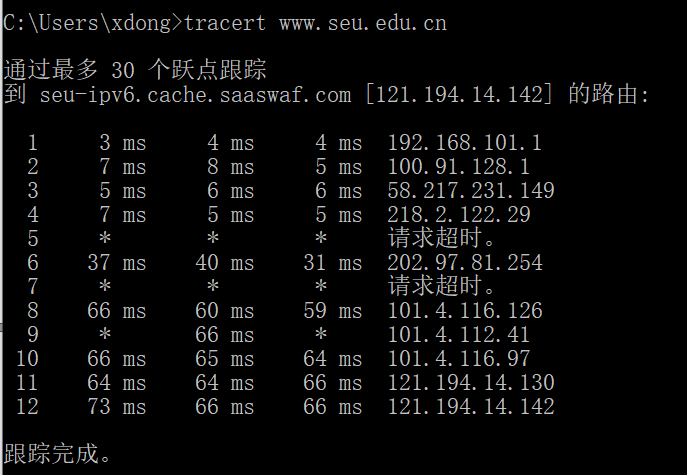 C:\Users\xdong>tracert www.seu.edu.cn
通过最多 30 个跃点跟踪
到 seu-ipv6.cache.saaswaf.com [121.194.14.142] 的路由:
1 3 ms 4 ms 4 ms 192.168.101.1
2 7 ms 8 ms 5 ms 100.91.128.1
3 5 ms 6 ms 6 ms 58.217.231.149
4 7 ms 5 ms 5 ms 218.2.122.29
5 * * * 请求超时。
6 37 ms 40 ms 31 ms 202.97.81.254
7 * * * 请求超时。
8 66 ms 60 ms 59 ms 101.4.116.126
9 * 66 ms * 101.4.112.41
10 66 ms 65 ms 64 ms 101.4.116.97
11 64 ms 64 ms 66 ms 121.194.14.130
12 73 ms 66 ms 66 ms 121.194.14.142
跟踪完成。